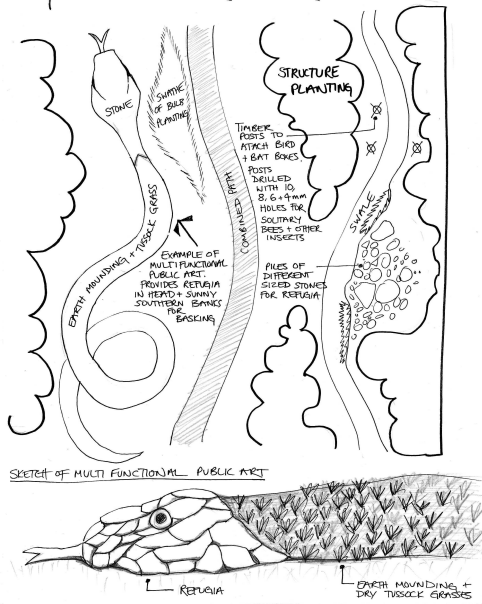 STONE
SWATHE
OF BULB
PLANTING
EARTH MOUNDING + TUSSOCK GRASS
EXAMPLE OF
MULTIFUNCTIONAL
PUBLIC ART.
PROVIDES REFUGIA
IN HEAD + SUNNY
SOUTHERN BANKS
FOR
BASKING
COMBINED PATH
STRUCTURE
PLANTING
TIMBER
POSTS TO
ATACH BIRD
+ BAT BOXES.
POSTS
DRILLED
WITH 10,
8, 6 + 4mm
HOLES FOR
SOLITARY
BEES + OTHER
INSECTS
SWALE
PILES OF
DIFFERENT
SIZED STONES
FOR REFUGIA
SKETCH OF MULTI FUNCTIONAL PUBLIC ART
REFUGIA
EARTH MOUNDING +
DRY TUSSOCK GRASSES